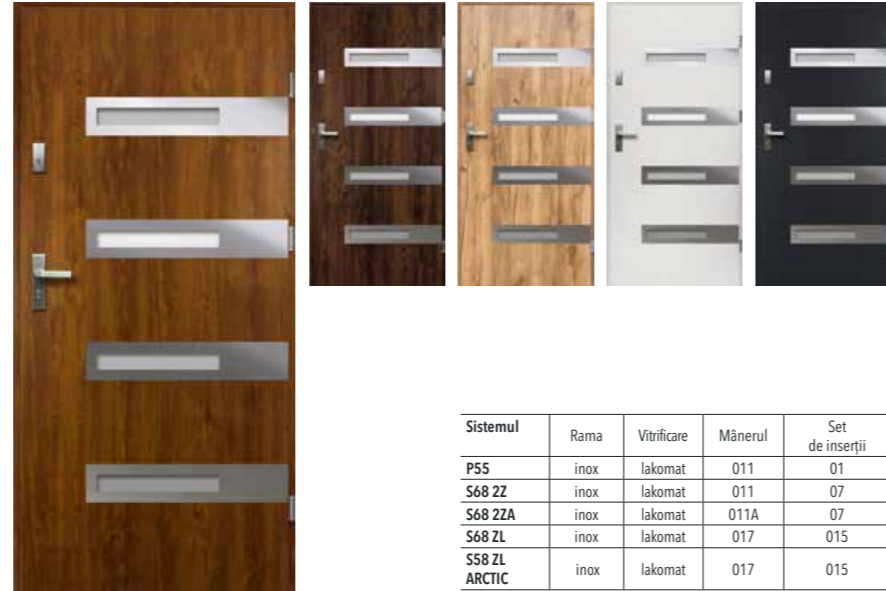 Sistemul Rama Vitrificare Mânerul Set de inserții
P55 inox lakomat 011 01
S68 2Z inox lakomat 011 07
S68 2ZA inox lakomat 011A 07
S68 ZL inox lakomat 017 015
S58 ZL ARCTIC inox lakomat 017 015